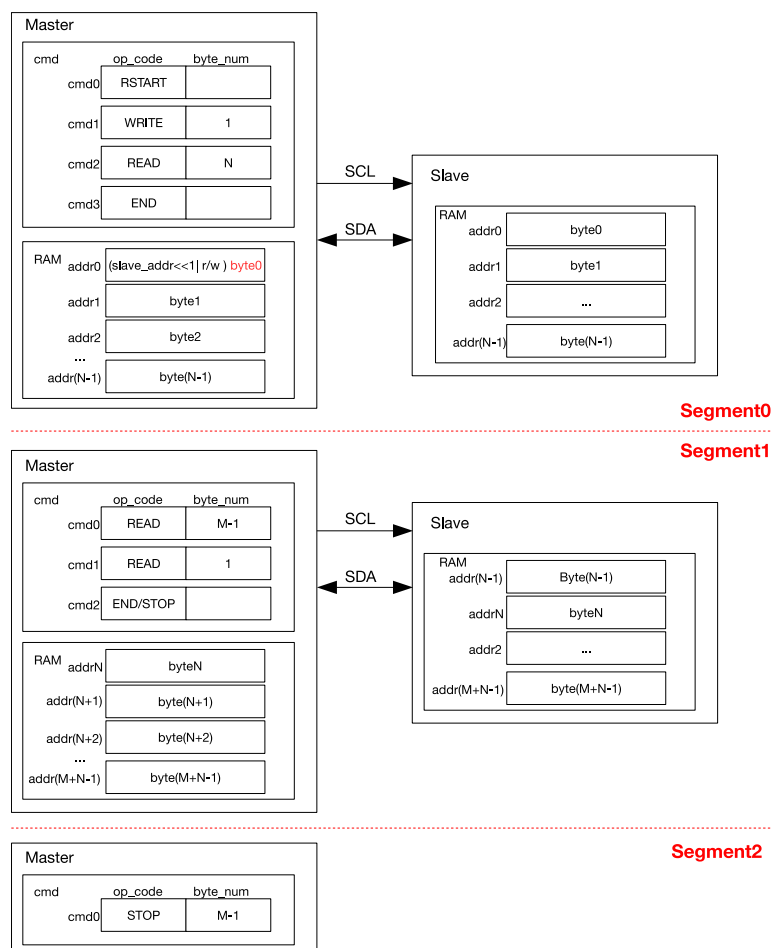 Master
cmd op_code byte_num
cmd0 RSTART
cmd1 WRITE 1
cmd2 READ N
cmd3 END
RAM addr0 (slave_addr<<1| r/w ) byte0
addr1 byte1
addr2 byte2
...
addr(N-1) byte(N-1)
SCL
SDA
Slave
RAM
addr0 byte0
addr1 byte1
addr2 ...
addr(N-1) byte(N-1)
Segment0
Segment1
Master
cmd op_code byte_num
cmd0 READ M-1
cmd1 READ 1
cmd2 END/STOP
RAM addrN byteN
addr(N+1) byte(N+1)
addr(N+2) byte(N+2)
...
addr(M+N-1) byte(M+N-1)
SCL
SDA
Slave
RAM
addr(N-1) Byte(N-1)
addrN byteN
addr2 ...
addr(M+N-1) byte(M+N-1)
Segment2
Master
cmd op_code byte_num
cmd0 STOP M-1